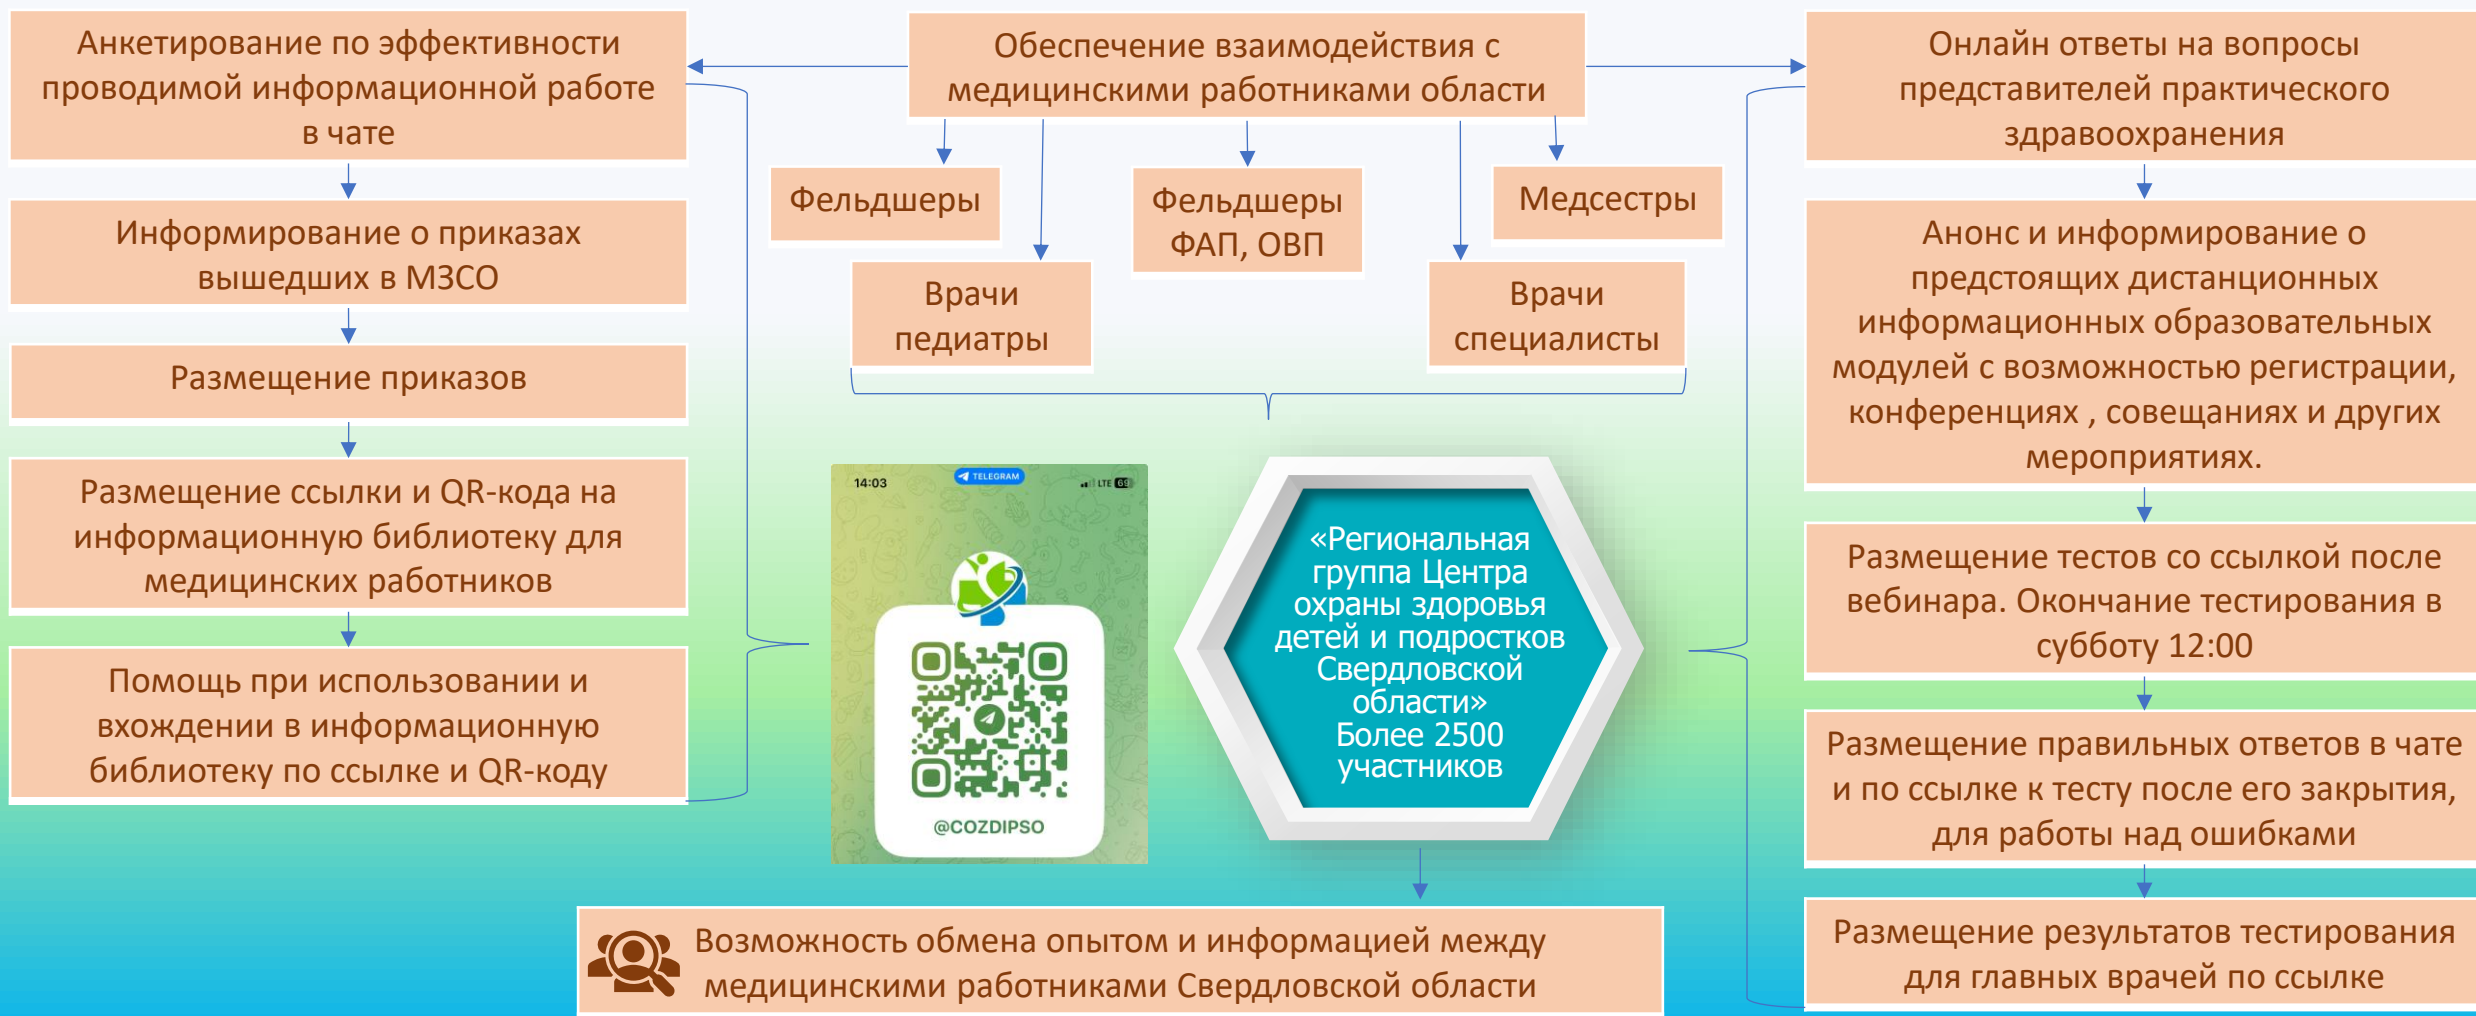 Анкетирование по эффективности
проводимой информационной работе
в чате
Информирование о приказах
вышедших в МЗСО
Размещение приказов
Размещение ссылки и QR-кода на
информационную библиотеку для
медицинских работников
Помощь при использовании и
вхождении в информационную
библиотеку по ссылке и QR-коду
Обеспечение взаимодействия с
медицинскими работниками области
Фельдшеры
Врачи
педиатры
Фельдшеры
ФАП, ОВП
Врачи
специалисты
Медсестры
14:03
TELEGRAM
LTE 69
@COZDIPSO
«Региональная
группа Центра
охраны здоровья
детей и подростков
Свердловской
области»
Более 2500
участников
Возможность обмена опытом и информацией между
медицинскими работниками Свердловской области
Онлайн ответы на вопросы
представителей практического
здравоохранения
Анонс и информирование о
предстоящих дистанционных
информационных образовательных
модулей с возможностью регистрации,
конференциях , совещаниях и других
мероприятиях.
Размещение тестов со ссылкой после
вебинара. Окончание тестирования в
субботу 12:00
Размещение правильных ответов в чате
и по ссылке к тесту после его закрытия,
для работы над ошибками
Размещение результатов тестирования
для главных врачей по ссылке